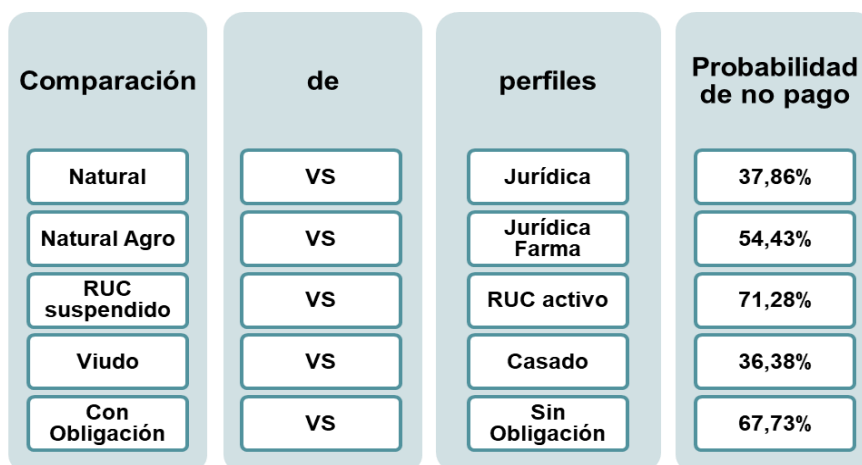 Comparación de perfiles Probabilidad
de no pago
Natural VS Jurídica 37,86%
Natural Agro VS Jurídica
Farma 54,43%
RUC
suspendido VS RUC activo 71,28%
Viudo VS Casado 36,38%
Con
Obligación VS Sin
Obligación 67,73%